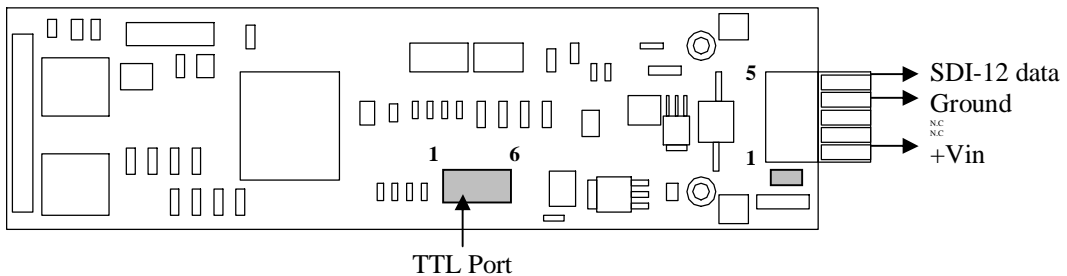 5
SDI-12 data
Ground
N.C
N.C
1
+Vin
1
6
TTL Port